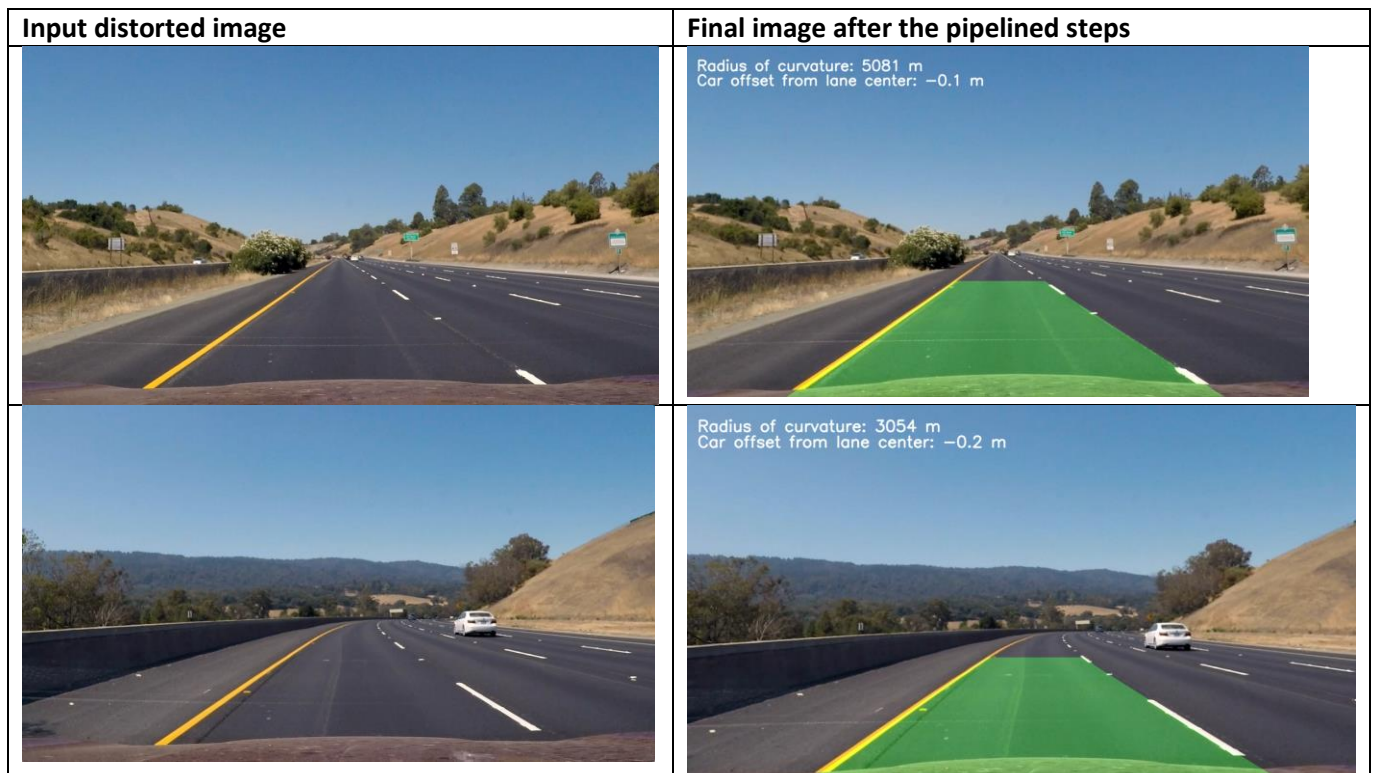 Input distorted image
Final image after the pipelined steps
Radius of curvature: 5081 m
Car offset from lane center: −0.1 m
Radius of curvature: 3054 m
Car offset from lane center: −0.2 m